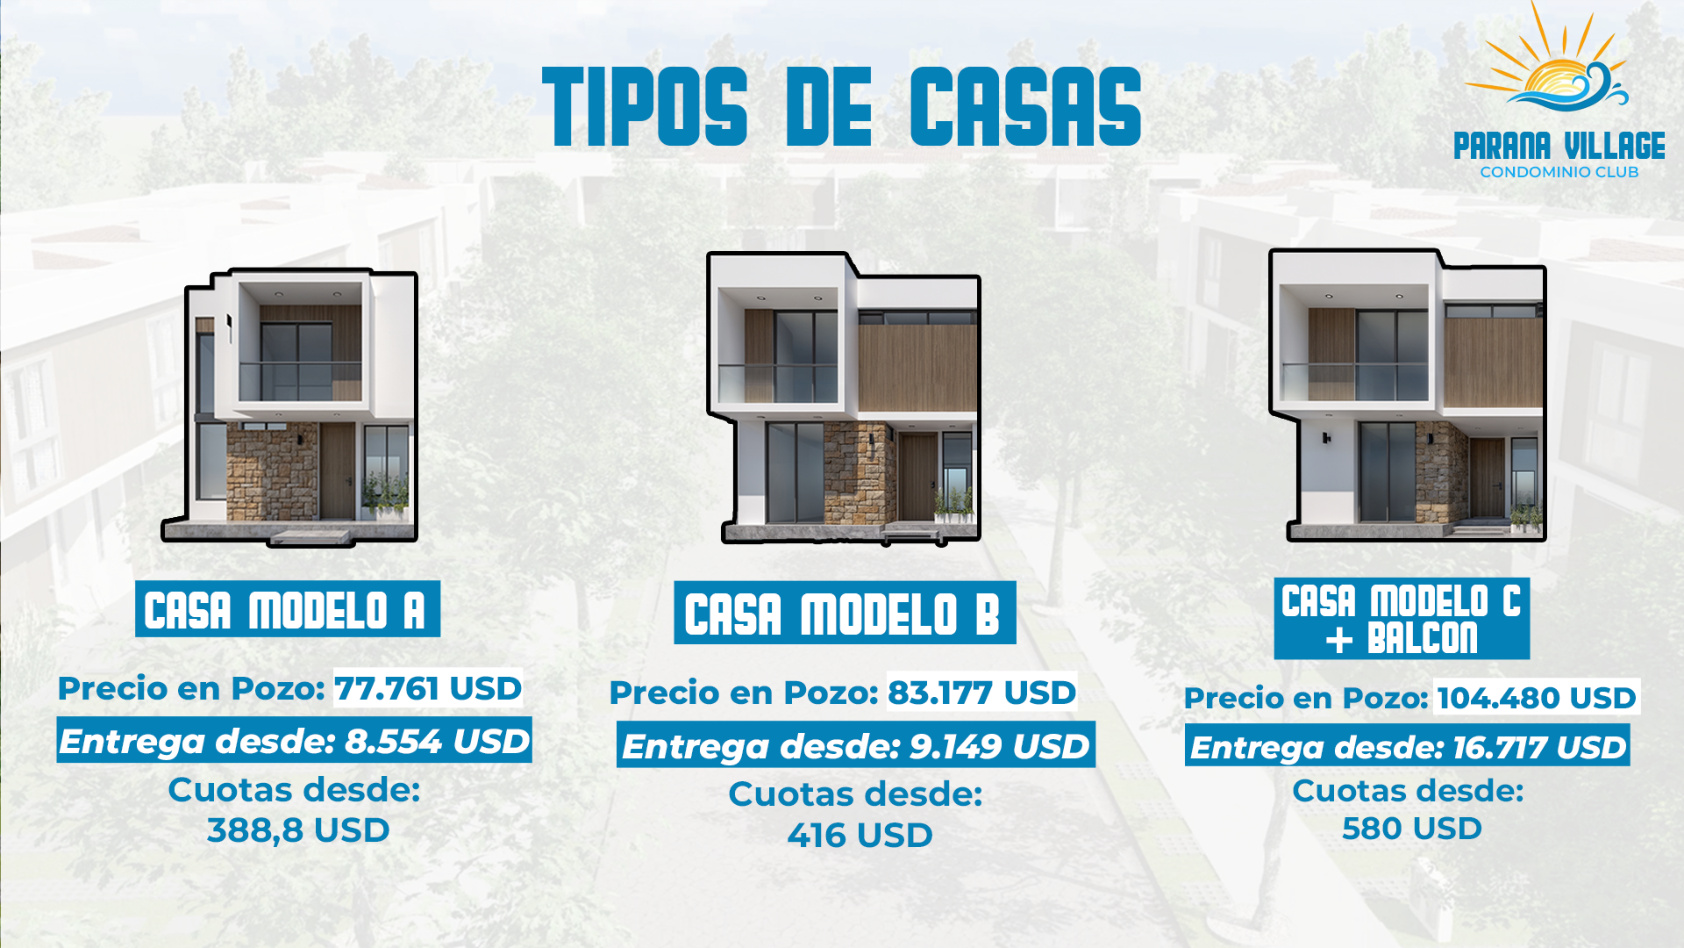 TIPOS DE CASAS
PARANA VILLAGE
CONDOMINIO CLUB
CASA MODELO A
Precio en Pozo: 77.761 USD
Entrega desde: 8.554 USD
Cuotas desde:
388,8 USD
CASA MODELO B
Precio en Pozo: 83.177 USD
Entrega desde: 9.149 USD
Cuotas desde:
416 USD
CASA MODELO C
+ BALCON
Precio en Pozo: 104.480 USD
Entrega desde: 16.717 USD
Cuotas desde:
580 USD